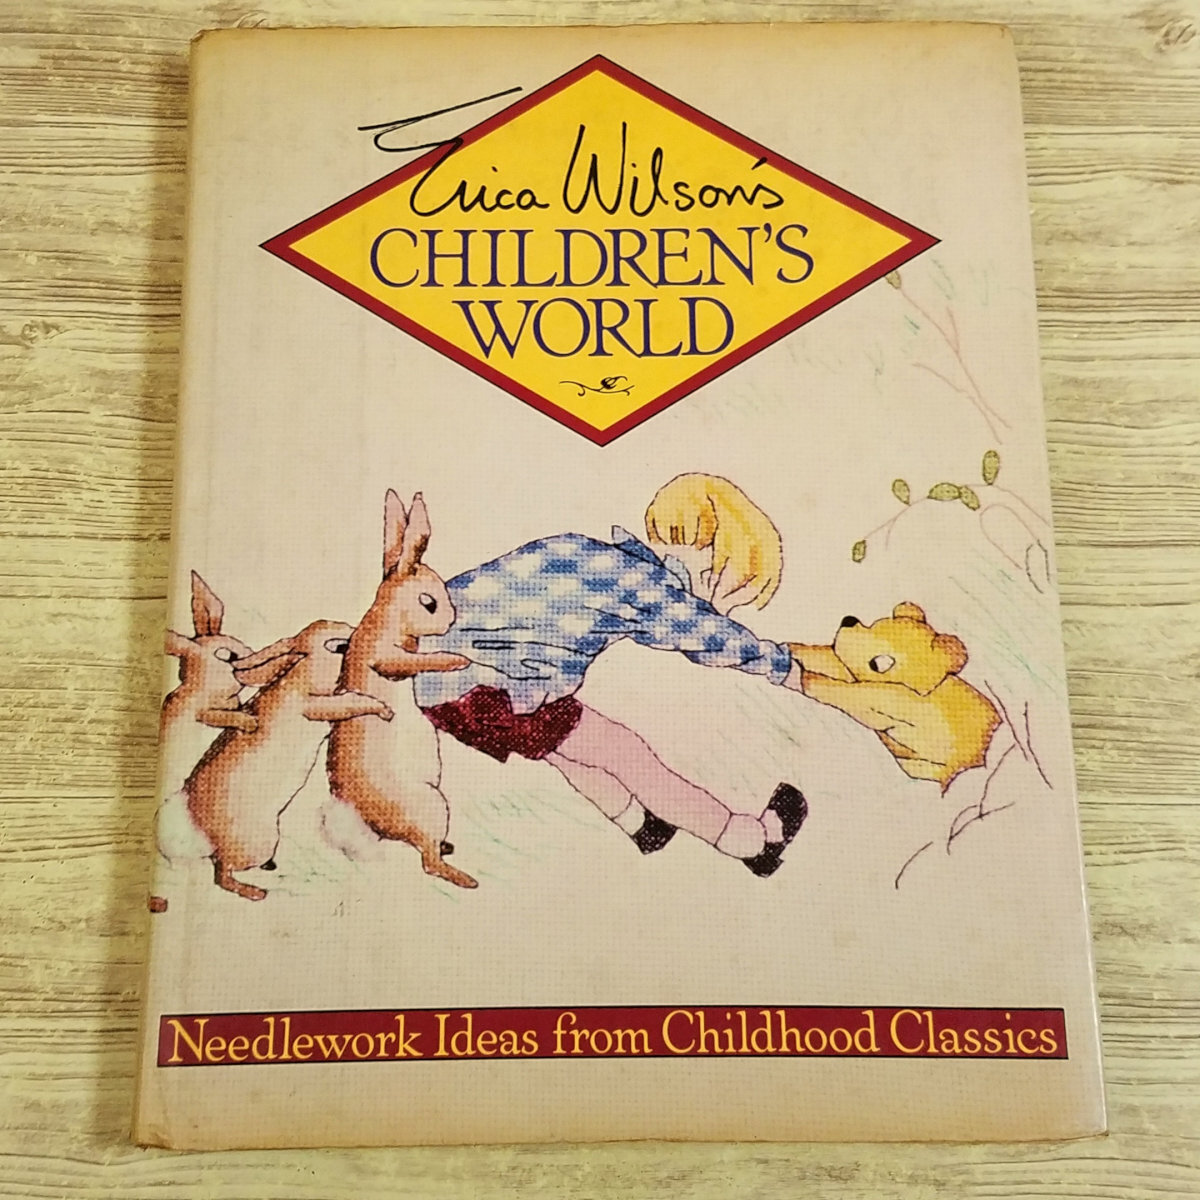 Erica Wilson's
CHILDREN'S
WORLD
Needlework Ideas from Childhood Classics